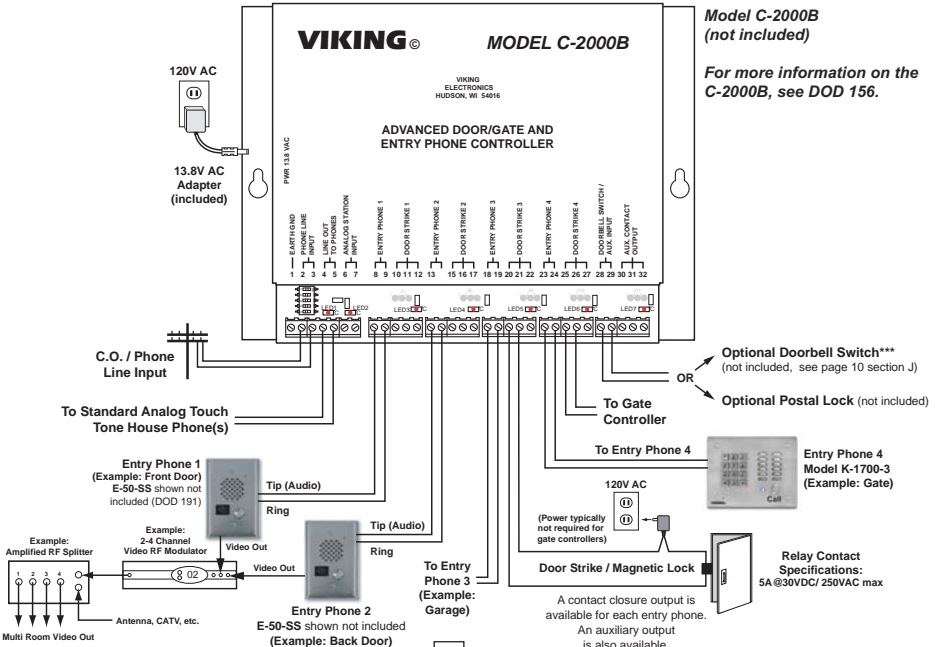 VIKING©
MODEL C-2000B
Model C-2000B
(not included)
For more information on the
C-2000B, see DOD 156.
VIKING
ELECTRONICS
HUDSON, WI 54016
ADVANCED DOOR/GATE AND
ENTRY PHONE CONTROLLER
120V AC
13.8V AC
Adapter
(included)
PWR 13.8 VAC
EARTH GND
PHONE LINE
INPUT
LINE OUT
TO PHONES
ANALOG STATION
INPUT
ENTRY PHONE 1
DOOR STRIKE 1
ENTRY PHONE 2
DOOR STRIKE 2
ENTRY PHONE 3
DOOR STRIKE 3
ENTRY PHONE 4
DOOR STRIKE 4
DOORBELL SWITCH /
AUX. INPUT
AUX. CONTACT
OUTPUT
1 2 3 4 5 6 7 8 9 10 11 12 13 15 16 17 18 19 20 21 22 23 24 25 26 27 28 29 30 31 32
LED1 LED2 LED3 LED4 LED5 LED6 LED7
C.O. / Phone
Line Input
To Standard Analog Touch
Tone House Phone(s)
OR
Optional Doorbell Switch***
(not included, see page 10 section J)
Optional Postal Lock (not included)
To Gate
Controller
To Entry Phone 4
Entry Phone 4
Model K-1700-3
(Example: Gate)
Call
Entry Phone 1
(Example: Front Door)
E-50-SS shown not
included (DOD 191)
Tip (Audio)
Ring
Tip (Audio)
Ring
Video Out
Video Out
Example:
2-4 Channel
Video RF Modulator
02
Example:
Amplified RF Splitter
1 2 3 4
Antenna, CATV, etc.
Multi Room Video Out
Entry Phone 2
E-50-SS shown not included
(Example: Back Door)
To Entry
Phone 3
(Example:
Garage)
120V AC
(Power typically
not required for
gate controllers)
Door Strike / Magnetic Lock
Relay Contact
Specifications:
5A@30VDC/ 250VAC max
A contact closure output is
available for each entry phone.
An auxiliary output
is also available